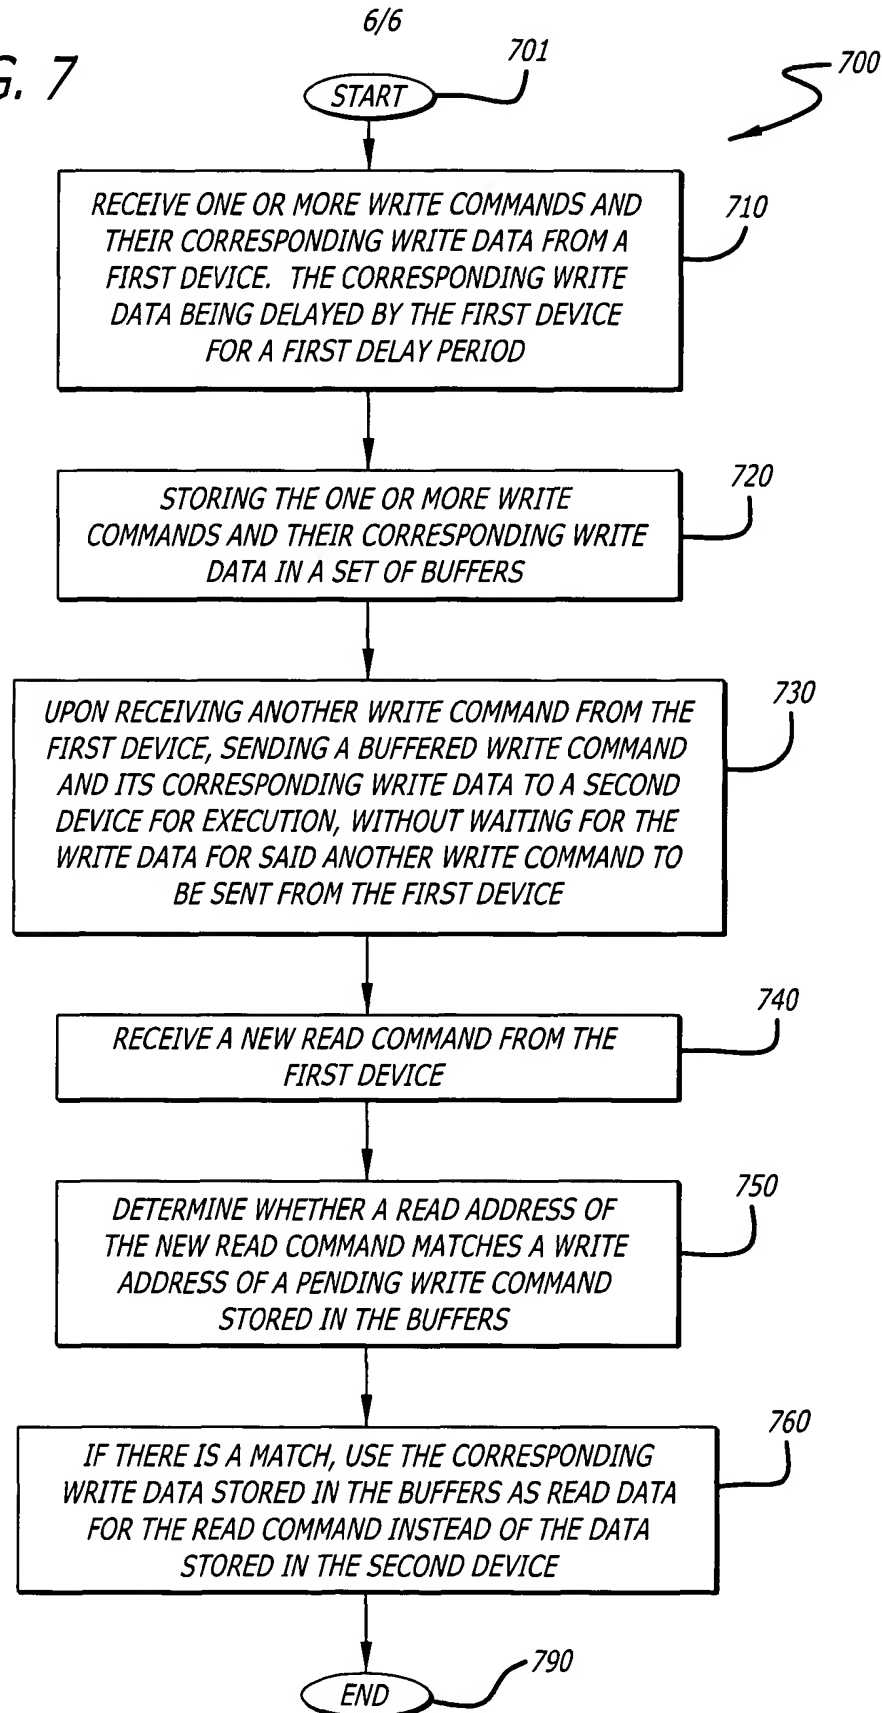 6/6
G. 7
701
700
START
RECEIVE ONE OR MORE WRITE COMMANDS AND
THEIR CORRESPONDING WRITE DATA FROM A
FIRST DEVICE. THE CORRESPONDING WRITE
DATA BEING DELAYED BY THE FIRST DEVICE
FOR A FIRST DELAY PERIOD
710
STORING THE ONE OR MORE WRITE
COMMANDS AND THEIR CORRESPONDING WRITE
DATA IN A SET OF BUFFERS
720
UPON RECEIVING ANOTHER WRITE COMMAND FROM THE
FIRST DEVICE, SENDING A BUFFERED WRITE COMMAND
AND ITS CORRESPONDING WRITE DATA TO A SECOND
DEVICE FOR EXECUTION, WITHOUT WAITING FOR THE
WRITE DATA FOR SAID ANOTHER WRITE COMMAND TO
BE SENT FROM THE FIRST DEVICE
730
RECEIVE A NEW READ COMMAND FROM THE
FIRST DEVICE
740
DETERMINE WHETHER A READ ADDRESS OF
THE NEW READ COMMAND MATCHES A WRITE
ADDRESS OF A PENDING WRITE COMMAND
STORED IN THE BUFFERS
750
IF THERE IS A MATCH, USE THE CORRESPONDING
WRITE DATA STORED IN THE BUFFERS AS READ DATA
FOR THE READ COMMAND INSTEAD OF THE DATA
STORED IN THE SECOND DEVICE
760
END
790